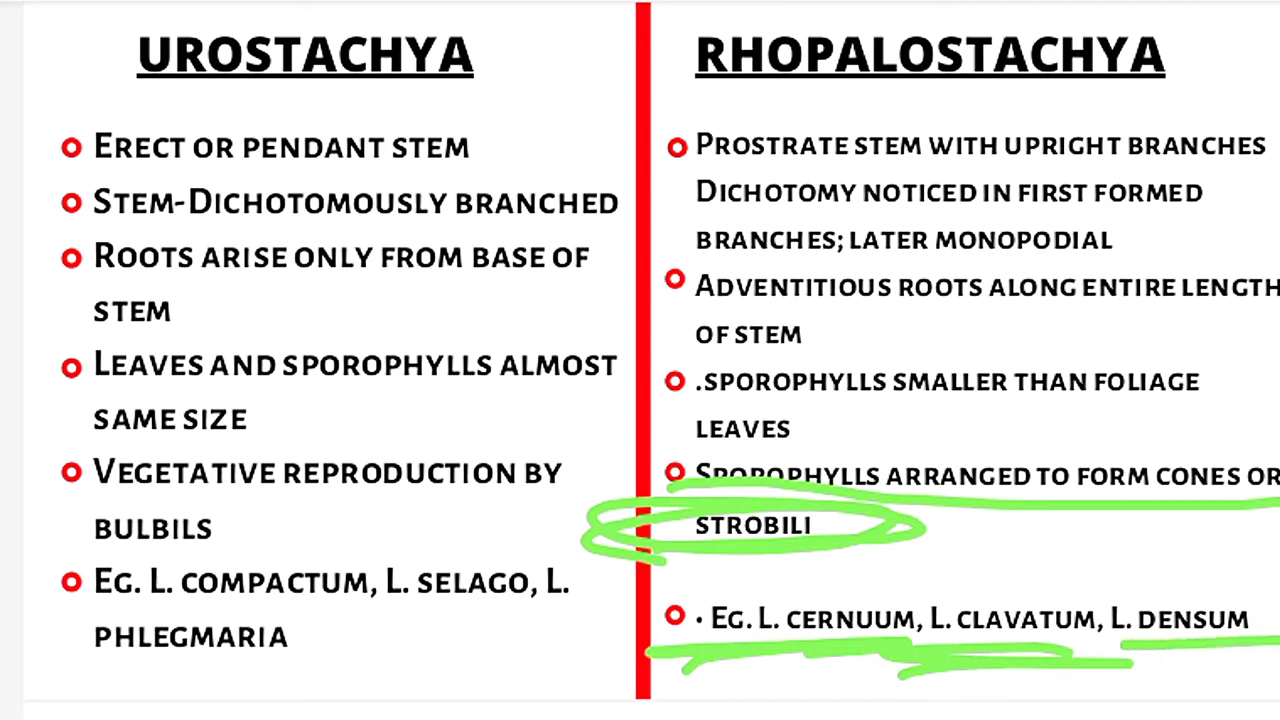 UROSTACHYA
ERECT OR PENDANT STEM
STEM-DICHOTOMOUSLY BRANCHED
ROOTS ARISE ONLY FROM BASE OF
STEM
LEAVES AND SPOROPHYLLS ALMOST
SAME SIZE
VEGETATIVE REPRODUCTION BY
BULBILS
EG. L. COMPACTUM, L. SELAGO, L.
PHLEGMARIA
RHOPALOSTACHYA
PROSTRATE STEM WITH UPRIGHT BRANCHES
DICHOTOMY NOTICED IN FIRST FORMED
BRANCHES; LATER MONOPODIAL
ADVENTITIOUS ROOTS ALONG ENTIRE LENGTH
OF STEM
.SPOROPHYLLS SMALLER THAN FOLIAGE
LEAVES
SPOROPHYLLS ARRANGED TO FORM CONES OR
STROBILI
· EG. L. CERNUUM, L. CLAVATUM, L. DENSUM